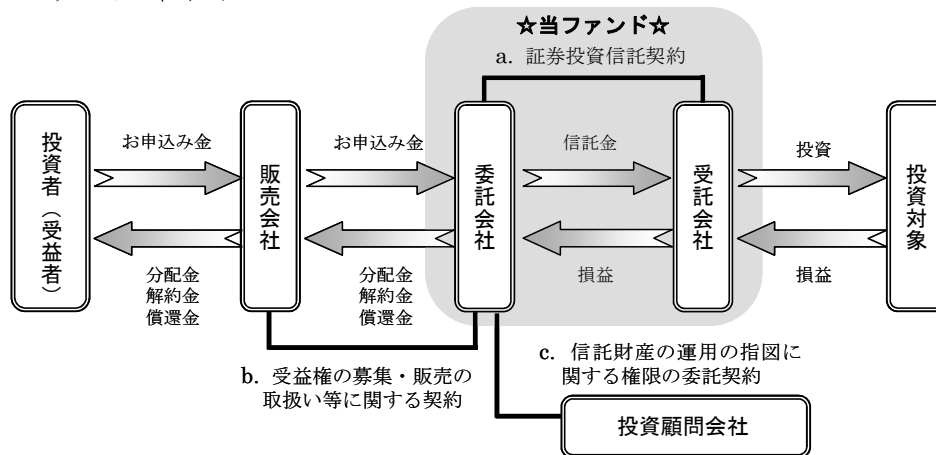 ☆当ファンド☆
a. 証券投資信託契約
投資者（受益者）
お申込み金
販売会社
お申込み金
委託会社
信託金
受託会社
投資
投資対象
分配金
解約金
償還金
分配金
解約金
償還金
損益
損益
b. 受益権の募集・販売の
取扱い等に関する契約
c. 信託財産の運用の指図に
関する権限の委託契約
投資顧問会社